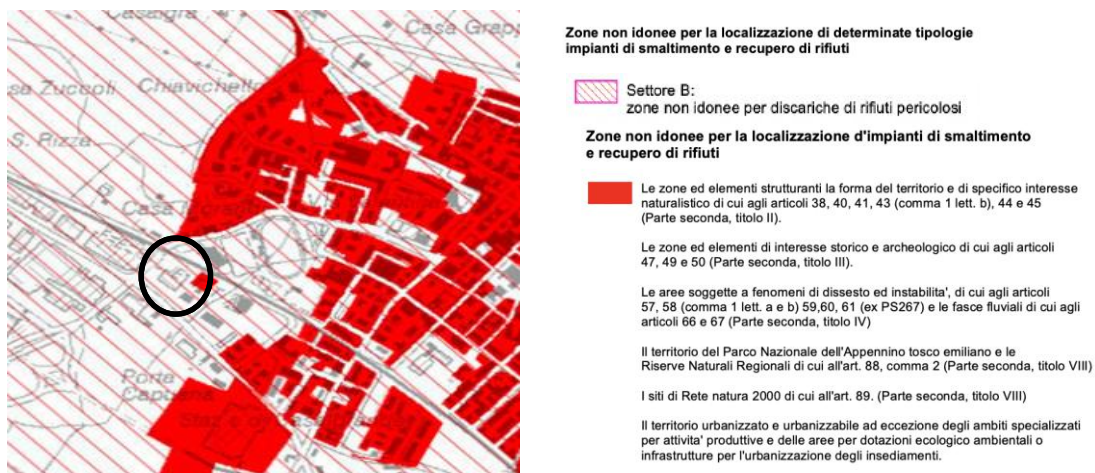 Casalgra
Casa Grapp
sa Zuccoli
Chiavichello
S. Rizza
Casa Fiorani
Porta
Capuana
Zone non idonee per la localizzazione di determinate tipologie
impianti di smaltimento e recupero di rifiuti
Settore B:
zone non idonee per discariche di rifiuti pericolosi
Zone non idonee per la localizzazione d'impianti di smaltimento
e recupero di rifiuti
Le zone ed elementi strutturanti la forma del territorio e di specifico interesse
naturalistico di cui agli articoli 38, 40, 41, 43 (comma 1 lett. b), 44 e 45
(Parte seconda, titolo II).
Le zone ed elementi di interesse storico e archeologico di cui agli articoli
47, 49 e 50 (Parte seconda, titolo III).
Le aree soggette a fenomeni di dissesto ed instabilita', di cui agli articoli
57, 58 (comma 1 lett. a e b) 59,60, 61 (ex PS267) e le fasce fluviali di cui agli
articoli 66 e 67 (Parte seconda, titolo IV)
Il territorio del Parco Nazionale dell'Appennino tosco emiliano e le
Riserve Naturali Regionali di cui all'art. 88, comma 2 (Parte seconda, titolo VIII)
I siti di Rete natura 2000 di cui all'art. 89. (Parte seconda, titolo VIII)
Il territorio urbanizzato e urbanizzabile ad eccezione degli ambiti specializzati
per attivita' produttive e delle aree per dotazioni ecologico ambientali o
infrastrutture per l'urbanizzazione degli insediamenti.